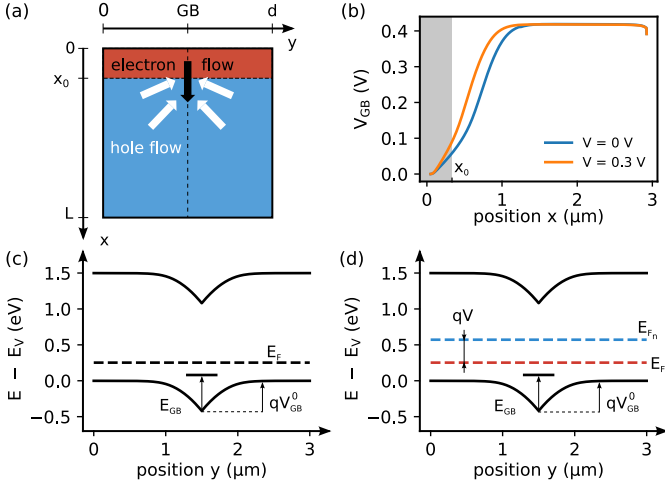 (a)
0 GB d
y
0
x₀
L
x
electron flow
hole flow
(b)
V_GB (V)
0.4
0.3
0.2
0.1
0.0
V = 0 V
V = 0.3 V
x₀
0 1 2 3
position x (μm)
(c)
E − E_V (eV)
1.5
1.0
0.5
0.0
−0.5
E_F
E_GB
qV⁰_GB
0 1 2 3
position y (μm)
(d)
E − E_V (eV)
1.5
1.0
0.5
0.0
−0.5
qV
E_Fn
E_F
E_GB
qV⁰_GB
0 1 2 3
position y (μm)